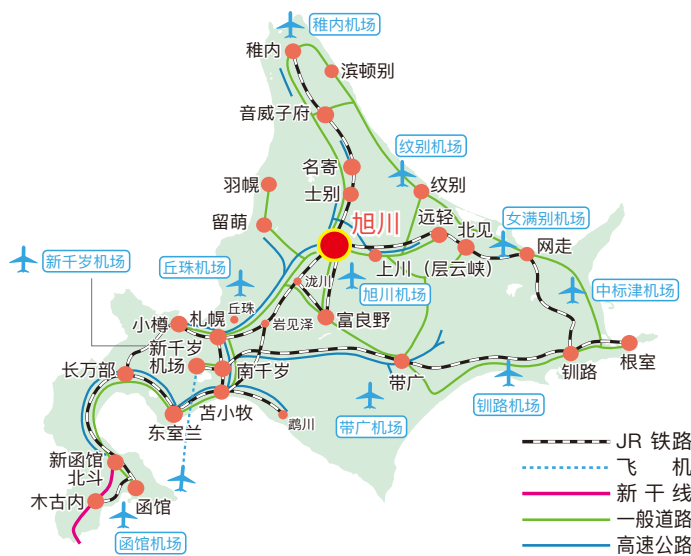 稚内机场
稚内
滨顿别
音威子府
纹别机场
名寄
羽幌
纹别
士别
留萌
旭川
远轻
北见
女满别机场
网走
新千岁机场
丘珠机场
上川（层云峡）
泷川
旭川机场
中标津机场
丘珠
小樽
札幌
岩见泽
富良野
新千岁
机场
长万部
南千岁
带广
钏路
根室
苫小牧
东室兰
鹉川
带广机场
钏路机场
新函馆
北斗
木古内
函馆
函馆机场
JR 铁路
飞 机
新 干 线
一般道路
高速公路